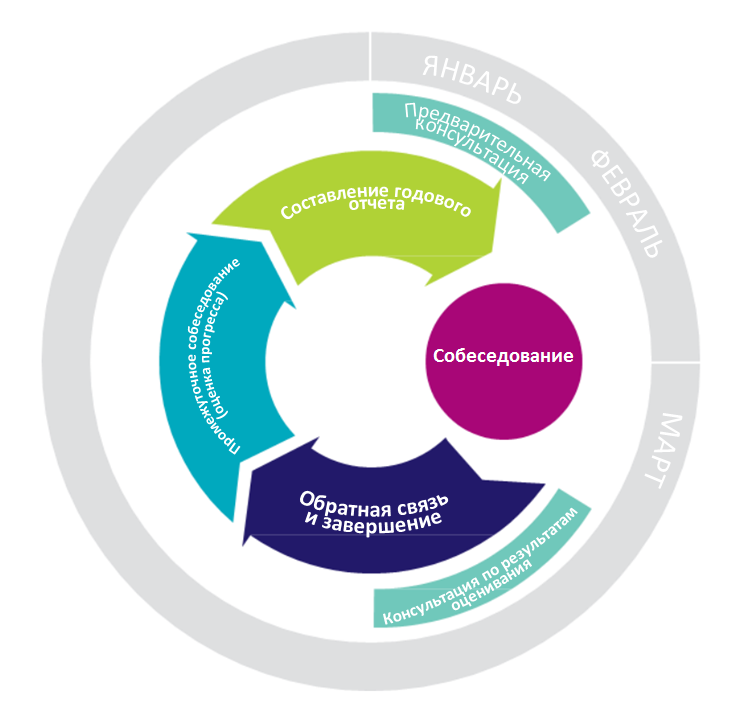 ЯНВАРЬ
ФЕВРАЛЬ
МАРТ
Предварительная
консультация
Составление годового
отчета
Собеседование
Промежуточное собеседование
(оценка прогресса)
Обратная связь
и завершение
Консультация по результатам
оценивания